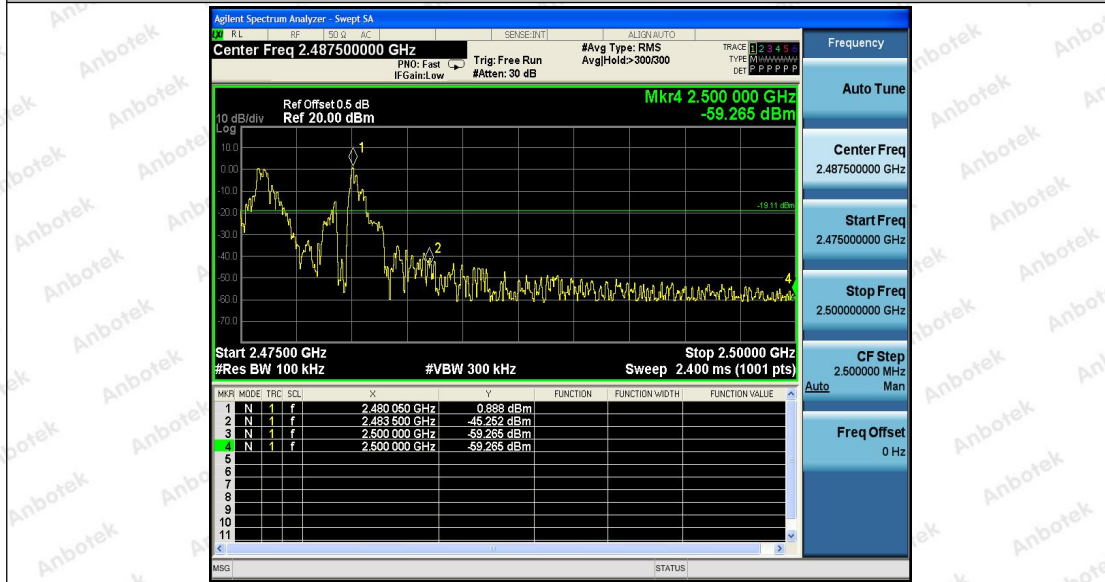 Agilent Spectrum Analyzer - Swept SA
LXI RL RF 50 Ω AC SENSE:INT ALIGN AUTO
Center Freq 2.487500000 GHz
PNO: Fast
IFGain:Low
Trig: Free Run
#Atten: 30 dB
#Avg Type: RMS
Avg|Hold:>300/300
TRACE 1 2 3 4 5 6
TYPE M
DET P P P P P P
Ref Offset 0.5 dB
10 dB/div Ref 20.00 dBm
Log
Mkr4 2.500 000 GHz
-59.265 dBm
10.0
0.00
-10.0
-20.0
-30.0
-40.0
-50.0
-60.0
-70.0
1
2
4
-19.11 dBm
Start 2.47500 GHz Stop 2.50000 GHz
#Res BW 100 kHz #VBW 300 kHz Sweep 2.400 ms (1001 pts)
MKR MODE TRC SCL X Y FUNCTION FUNCTION WIDTH FUNCTION VALUE
1 N 1 f 2.480 050 GHz 0.888 dBm
2 N 1 f 2.483 500 GHz -45.252 dBm
3 N 1 f 2.500 000 GHz -59.265 dBm
4 N 1 f 2.500 000 GHz -59.265 dBm
5
6
7
8
9
10
11
MSG STATUS
Frequency
Auto Tune
Center Freq
2.487500000 GHz
Start Freq
2.475000000 GHz
Stop Freq
2.500000000 GHz
CF Step
2.500000 MHz
Auto Man
Freq Offset
0 Hz
Anbotek